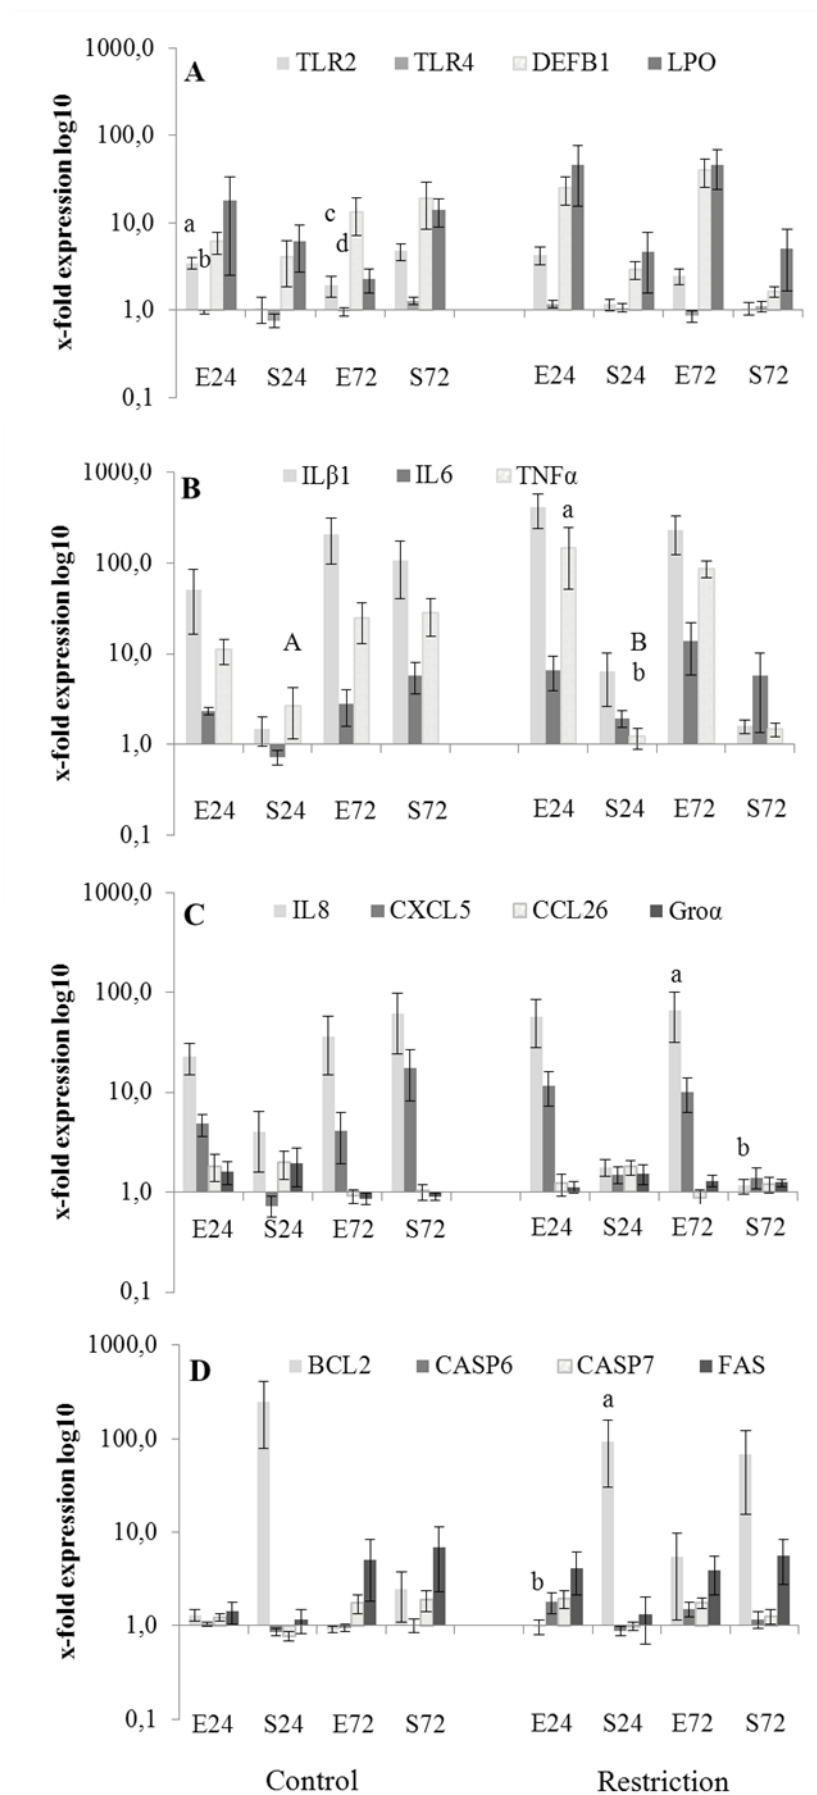 1000,0
A
TLR2 TLR4 DEFB1 LPO
100,0
10,0
1,0
0,1
x-fold expression log10
a
b
c
d
E24 S24 E72 S72 E24 S24 E72 S72
1000,0
B
ILβ1 IL6 TNFα
100,0
10,0
1,0
0,1
x-fold expression log10
A
a
B
b
E24 S24 E72 S72 E24 S24 E72 S72
1000,0
C
IL8 CXCL5 CCL26 Groα
100,0
10,0
1,0
0,1
x-fold expression log10
a
b
E24 S24 E72 S72 E24 S24 E72 S72
1000,0
D
BCL2 CASP6 CASP7 FAS
100,0
10,0
1,0
0,1
x-fold expression log10
a
b
E24 S24 E72 S72 E24 S24 E72 S72
Control Restriction